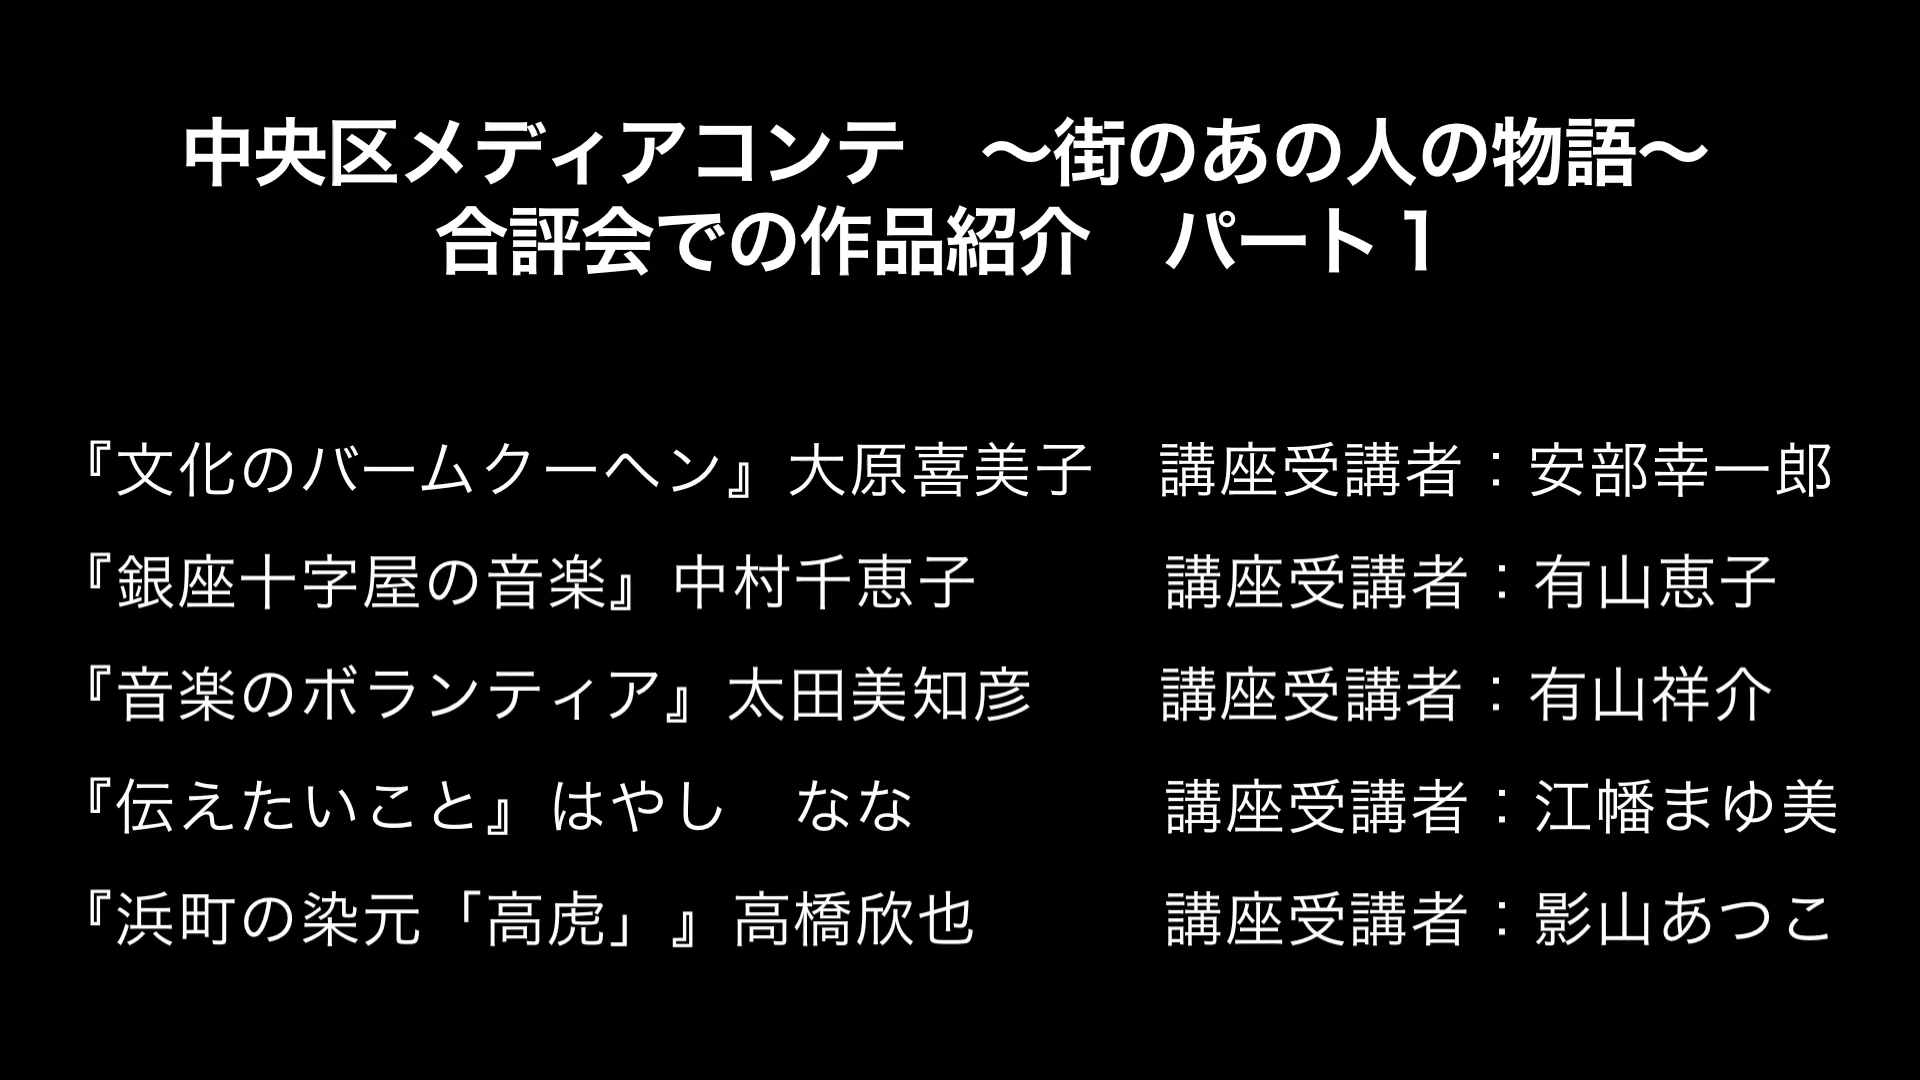 中央区メディアコンテ　〜街のあの人の物語〜
合評会での作品紹介　パート１
『文化のバームクーヘン』大原喜美子　講座受講者：安部幸一郎
『銀座十字屋の音楽』中村千恵子　講座受講者：有山恵子
『音楽のボランティア』太田美知彦　講座受講者：有山祥介
『伝えたいこと』はやし　なな　講座受講者：江幡まゆ美
『浜町の染元「高虎」』高橋欣也　講座受講者：影山あつこ